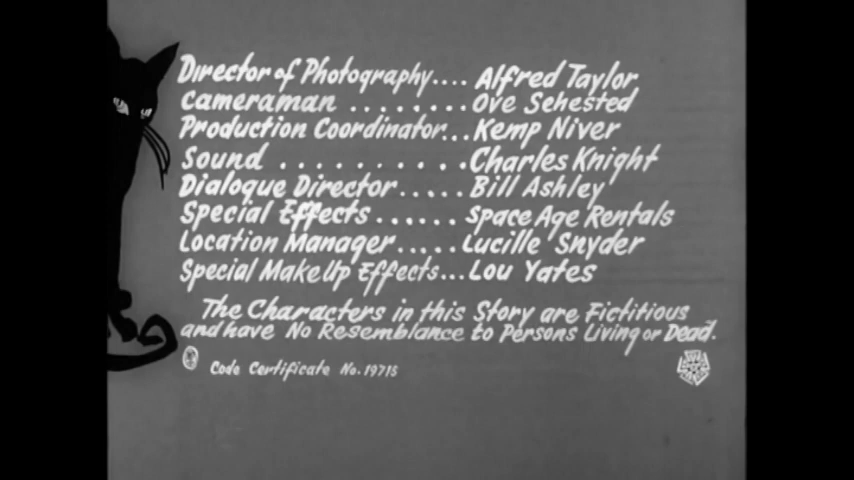 Director of Photography.... Alfred Taylor
Cameraman ........ Ove Sehested
Production Coordinator... Kemp Niver
Sound .......... Charles Knight
Dialogue Director..... Bill Ashley
Special Effects ...... Space Age Rentals
Location Manager..... Lucille Snyder
Special MakeUp Effects... Lou Yates
The Characters in this Story are Fictitious
and have No Resemblance to Persons Living or Dead.
Code Certificate No. 19715